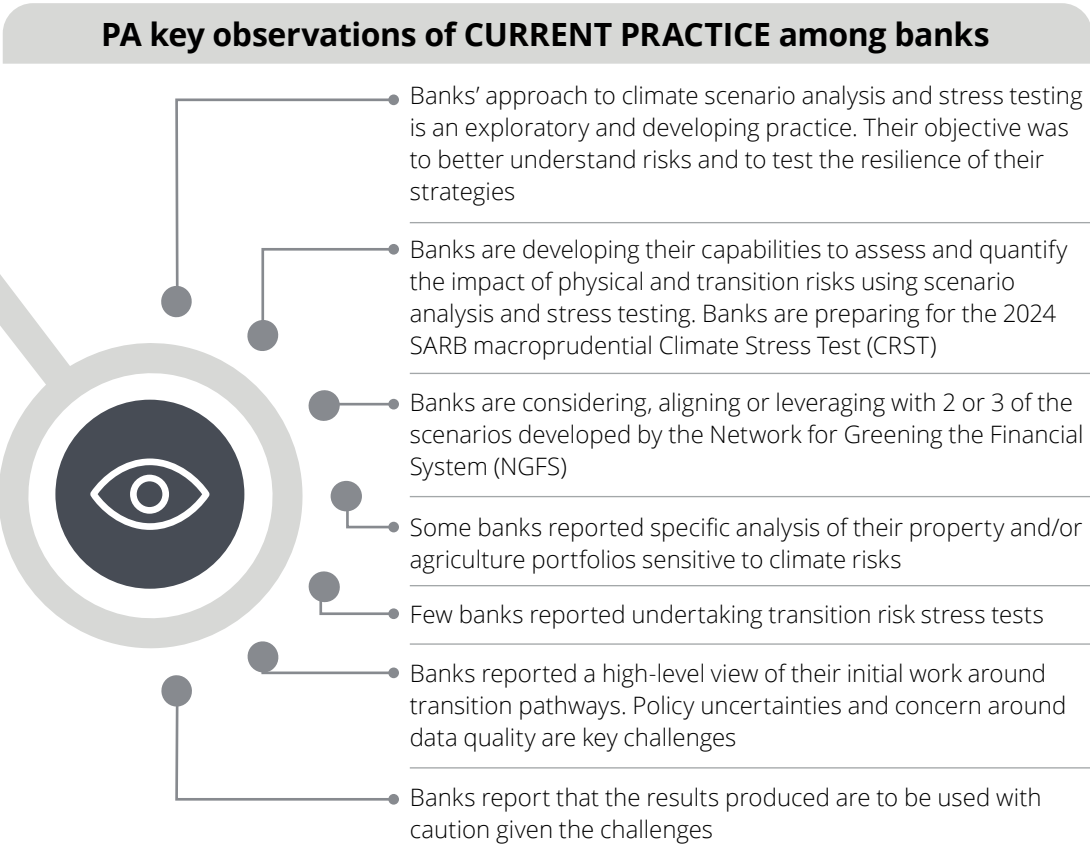 PA key observations of CURRENT PRACTICE among banks
Banks’ approach to climate scenario analysis and stress testing
is an exploratory and developing practice. Their objective was
to better understand risks and to test the resilience of their
strategies
Banks are developing their capabilities to assess and quantify
the impact of physical and transition risks using scenario
analysis and stress testing. Banks are preparing for the 2024
SARB macroprudential Climate Stress Test (CRST)
Banks are considering, aligning or leveraging with 2 or 3 of the
scenarios developed by the Network for Greening the Financial
System (NGFS)
Some banks reported specific analysis of their property and/or
agriculture portfolios sensitive to climate risks
Few banks reported undertaking transition risk stress tests
Banks reported a high-level view of their initial work around
transition pathways. Policy uncertainties and concern around
data quality are key challenges
Banks report that the results produced are to be used with
caution given the challenges